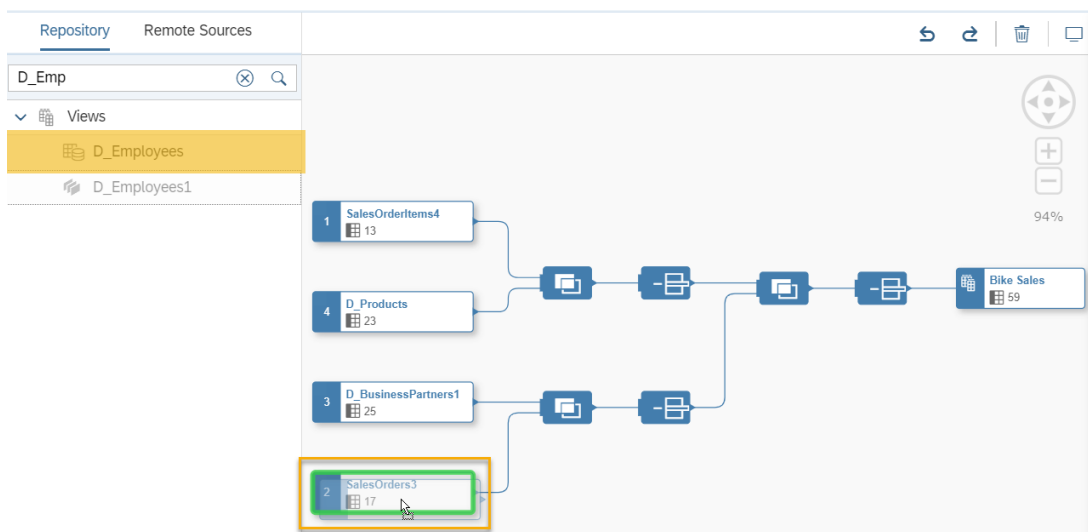 Repository Remote Sources
D_Emp
Views
D_Employees
D_Employees1
94%
1 SalesOrderItems4
13
4 D_Products
23
3 D_BusinessPartners1
25
2 SalesOrders3
17
Bike Sales
59